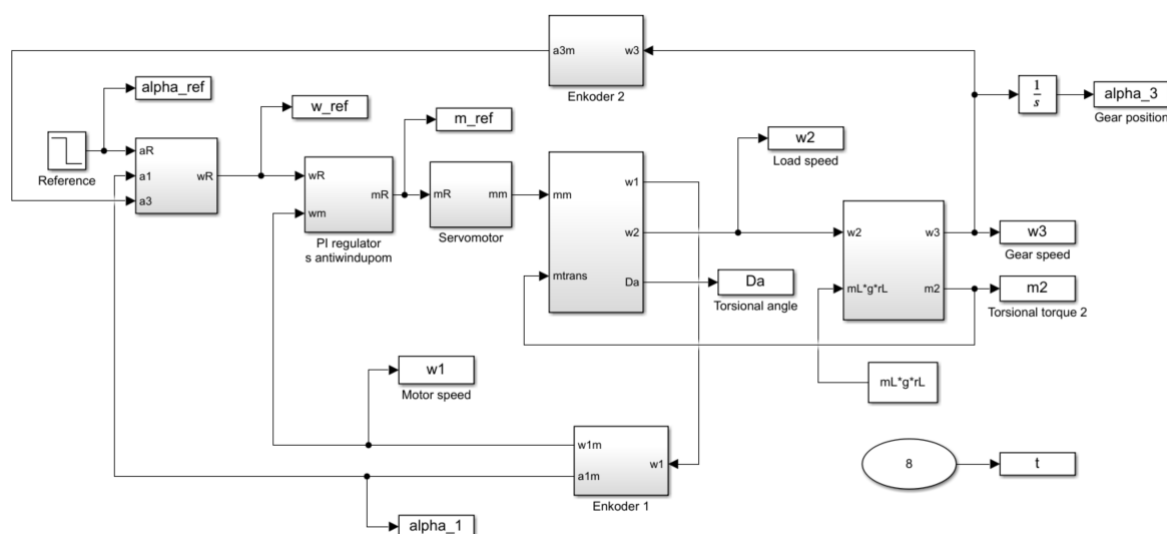 a3m
w3
Enkoder 2
alpha_ref
w_ref
m_ref
1
s
alpha_3
Gear position
w2
Load speed
Reference
aR
a1
a3
wR
wR
wm
mR
PI regulator
s antiwindupom
mR
mm
Servomotor
mm
mtrans
w1
w2
Da
Da
Torsional angle
w2
mL*g*rL
w3
m2
w3
Gear speed
m2
Torsional torque 2
mL*g*rL
w1
Motor speed
w1m
a1m
w1
Enkoder 1
8
t
alpha_1